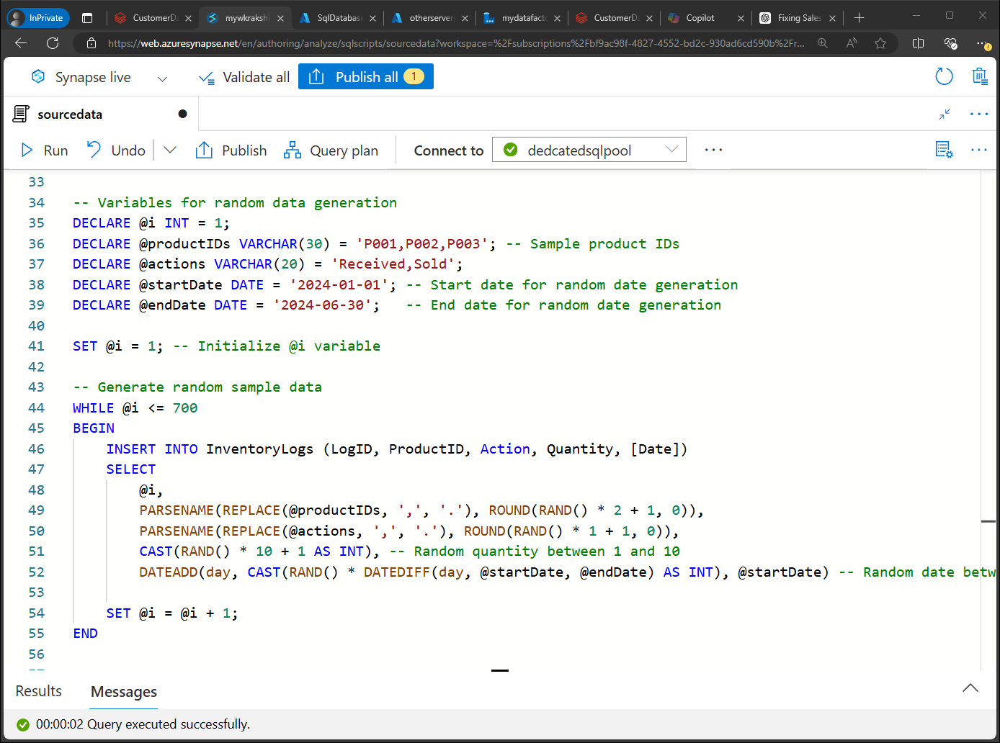 InPrivate
CustomerDa
mywkrakshi
SqlDatabase
otherserver
mydatafacto
CustomerDa
Copilot
Fixing Sales
https://web.azuresynapse.net/en/authoring/analyze/sqlscripts/sourcedata?workspace=%2Fsubscriptions%2Fbf9ac98f-4827-4552-bd2c-930ad6cd590b%2Fr...
Synapse live
Validate all
Publish all 1
sourcedata
Run
Undo
Publish
Query plan
Connect to
dedcatedsqlpool
33
34 -- Variables for random data generation
35 DECLARE @i INT = 1;
36 DECLARE @productIDs VARCHAR(30) = 'P001,P002,P003'; -- Sample product IDs
37 DECLARE @actions VARCHAR(20) = 'Received,Sold';
38 DECLARE @startDate DATE = '2024-01-01'; -- Start date for random date generation
39 DECLARE @endDate DATE = '2024-06-30';   -- End date for random date generation
40
41 SET @i = 1; -- Initialize @i variable
42
43 -- Generate random sample data
44 WHILE @i <= 700
45 BEGIN
46     INSERT INTO InventoryLogs (LogID, ProductID, Action, Quantity, [Date])
47     SELECT
48         @i,
49         PARSENAME(REPLACE(@productIDs, ',', '.'), ROUND(RAND() * 2 + 1, 0)),
50         PARSENAME(REPLACE(@actions, ',', '.'), ROUND(RAND() * 1 + 1, 0)),
51         CAST(RAND() * 10 + 1 AS INT), -- Random quantity between 1 and 10
52         DATEADD(day, CAST(RAND() * DATEDIFF(day, @startDate, @endDate) AS INT), @startDate) -- Random date betw
53
54     SET @i = @i + 1;
55 END
56
Results
Messages
00:00:02 Query executed successfully.